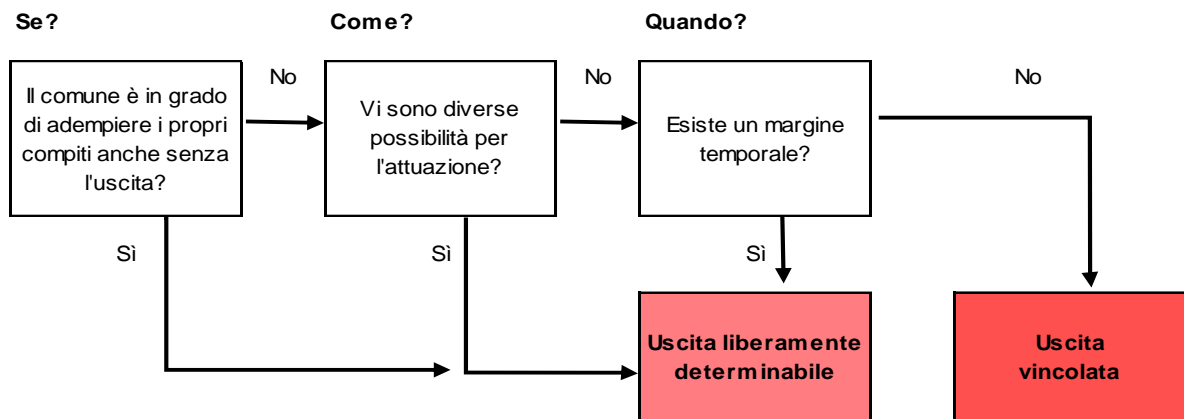 Se?
Come?
Quando?
Il comune è in grado
di adempiere i propri
compiti anche senza
l'uscita?
No
Vi sono diverse
possibilità per
l'attuazione?
No
Esiste un margine
temporale?
No
Sì
Sì
Sì
Uscita liberamente
determinabile
Uscita
vincolata